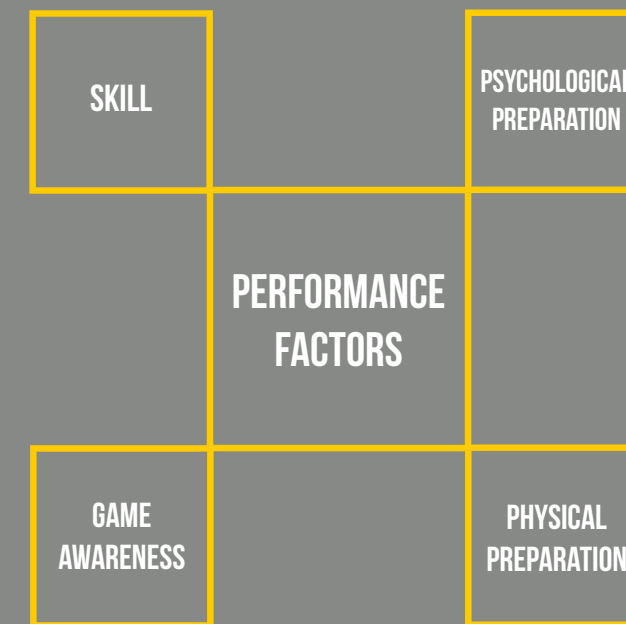 SKILL
PSYCHOLOGICAL
PREPARATION
PERFORMANCE
FACTORS
GAME
AWARENESS
PHYSICAL
PREPARATION